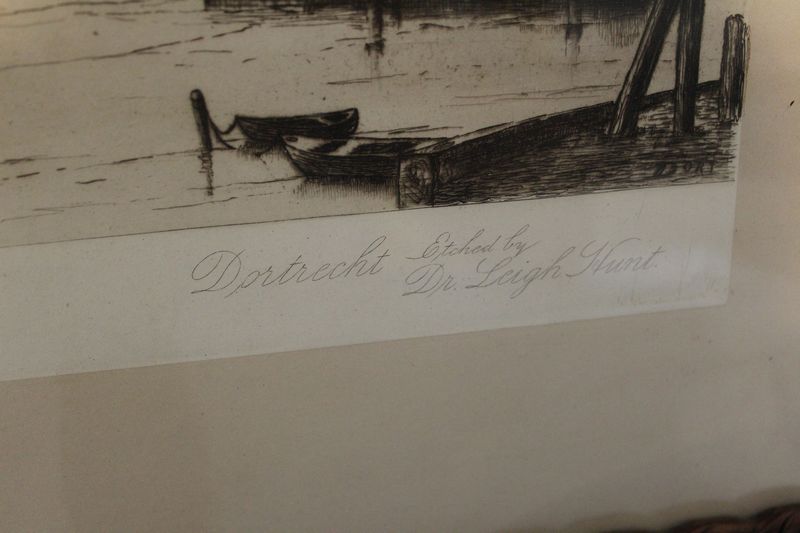 Dortrecht
Etched by
Dr. Leigh Hunt.